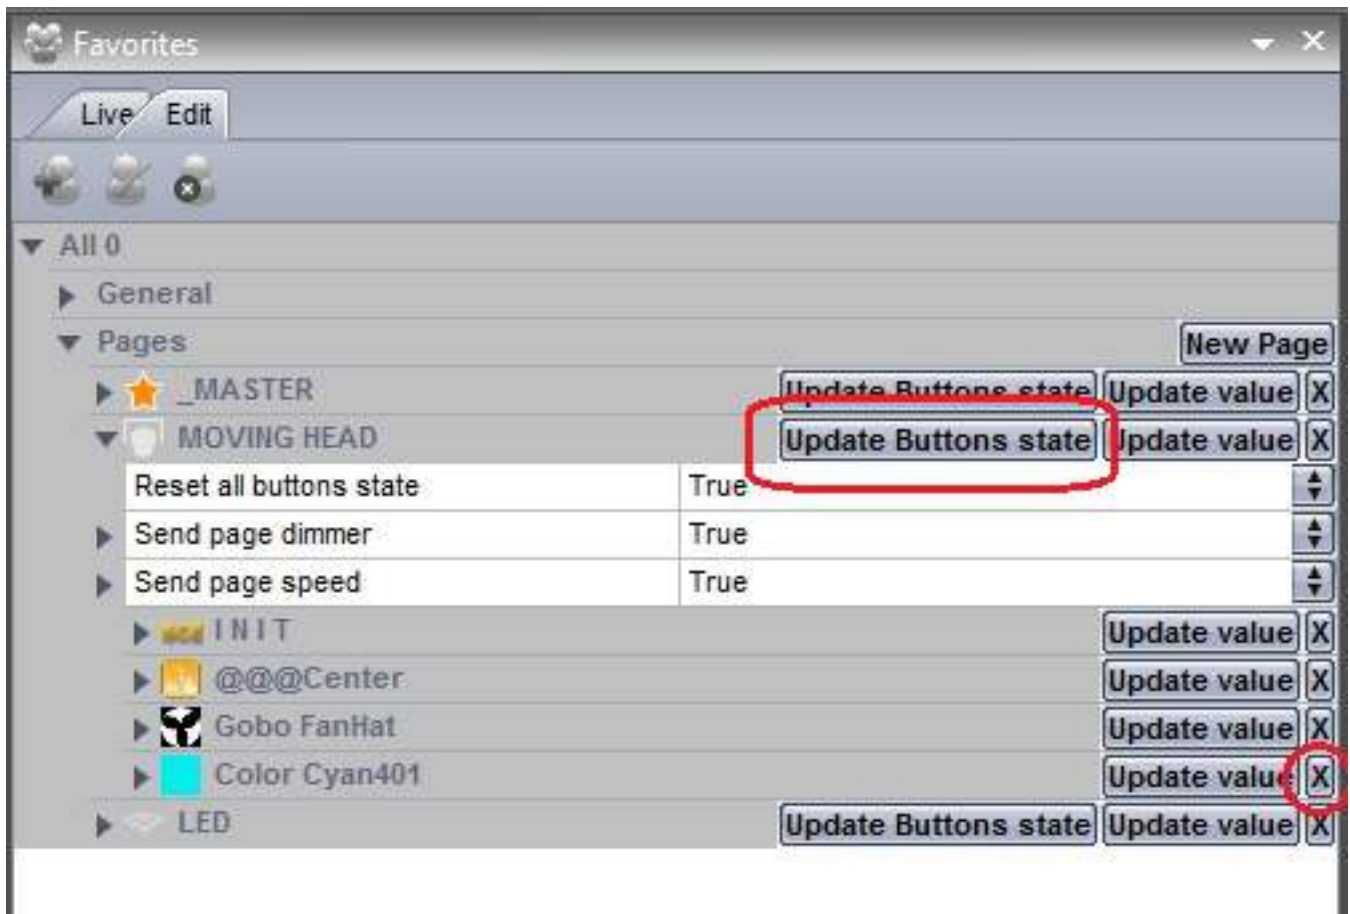 Favorites
Live Edit
All 0
General
Pages New Page
_MASTER Update Buttons state Update value X
MOVING HEAD Update Buttons state Update value X
Reset all buttons state True
Send page dimmer True
Send page speed True
I N I T Update value X
@@@Center Update value X
Gobo FanHat Update value X
Color Cyan401 Update value X
LED Update Buttons state Update value X